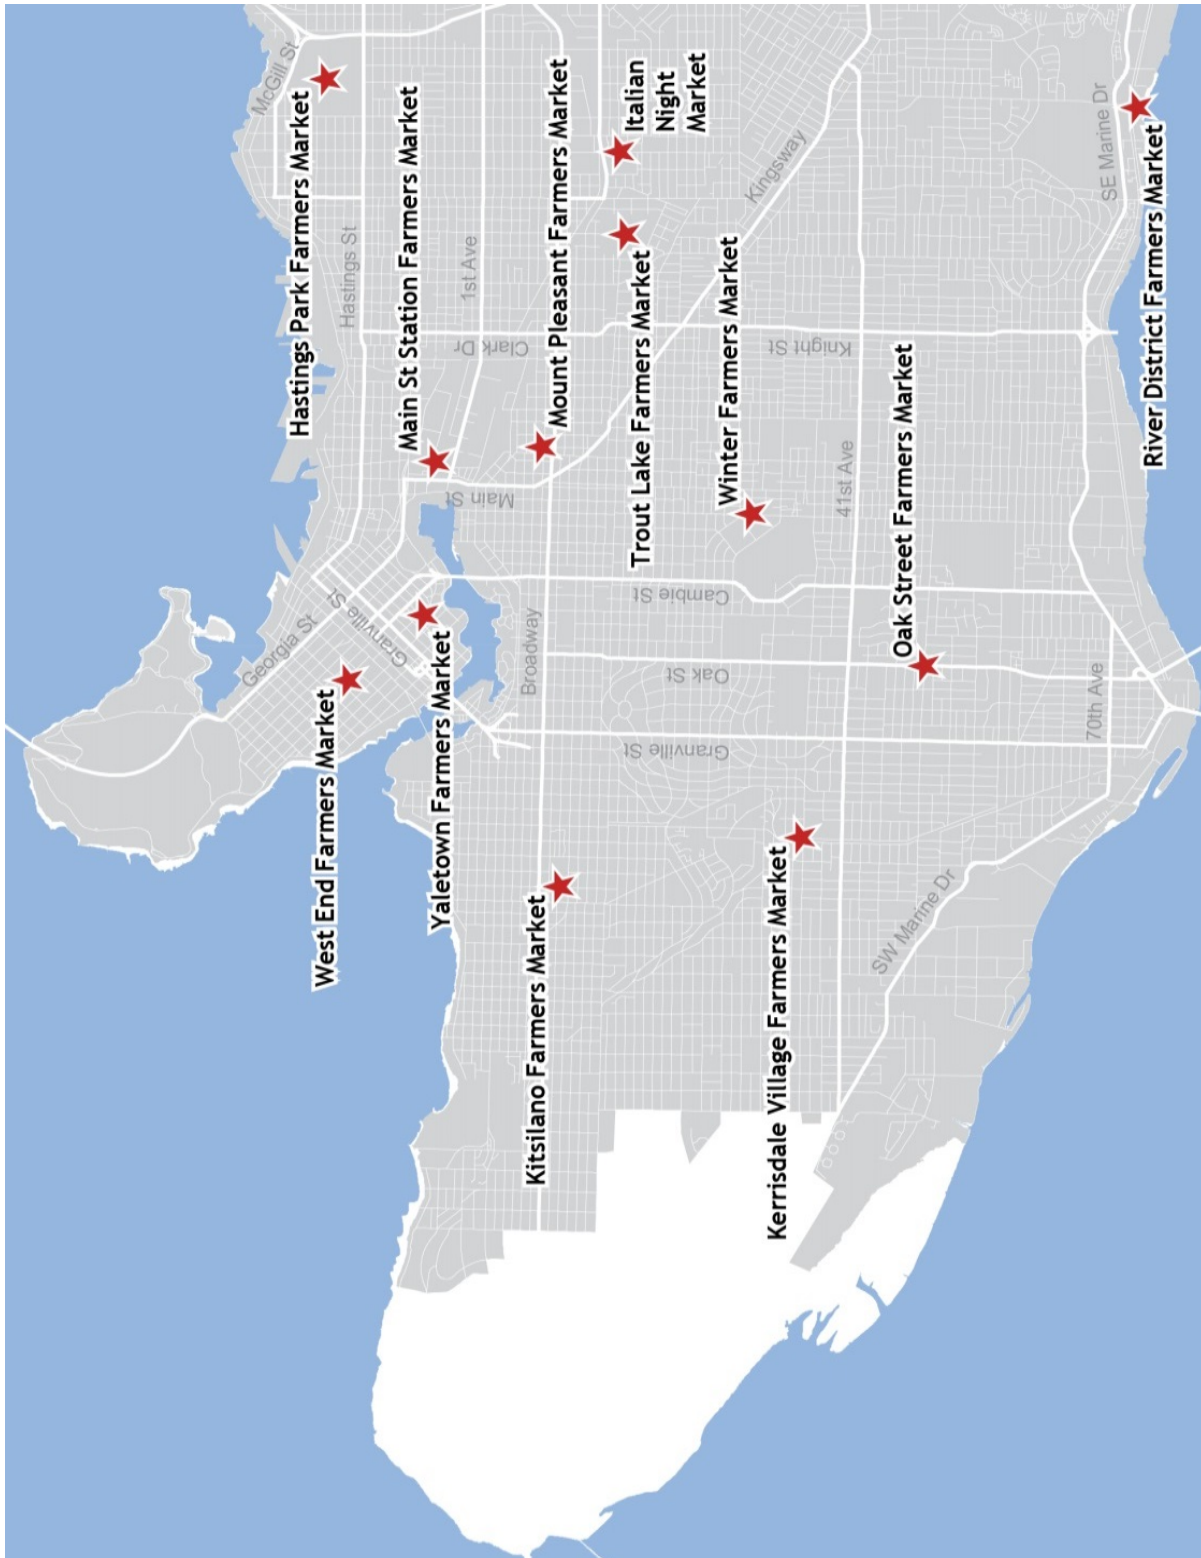 McGill St
Hastings Park Farmers Market
Hastings St
Main St Station Farmers Market
1st Ave
Clark Dr
Mount Pleasant Farmers Market
Italian
Night
Market
Trout Lake Farmers Market
Kingsway
Winter Farmers Market
Knight St
SE Marine Dr
River District Farmers Market
Main St
41st Ave
Oak Street Farmers Market
Georgia St
Granville St
West End Farmers Market
Yaletown Farmers Market
Broadway
Cambie St
Oak St
Granville St
70th Ave
Kitsilano Farmers Market
Kerrisdale Village Farmers Market
SW Marine Dr